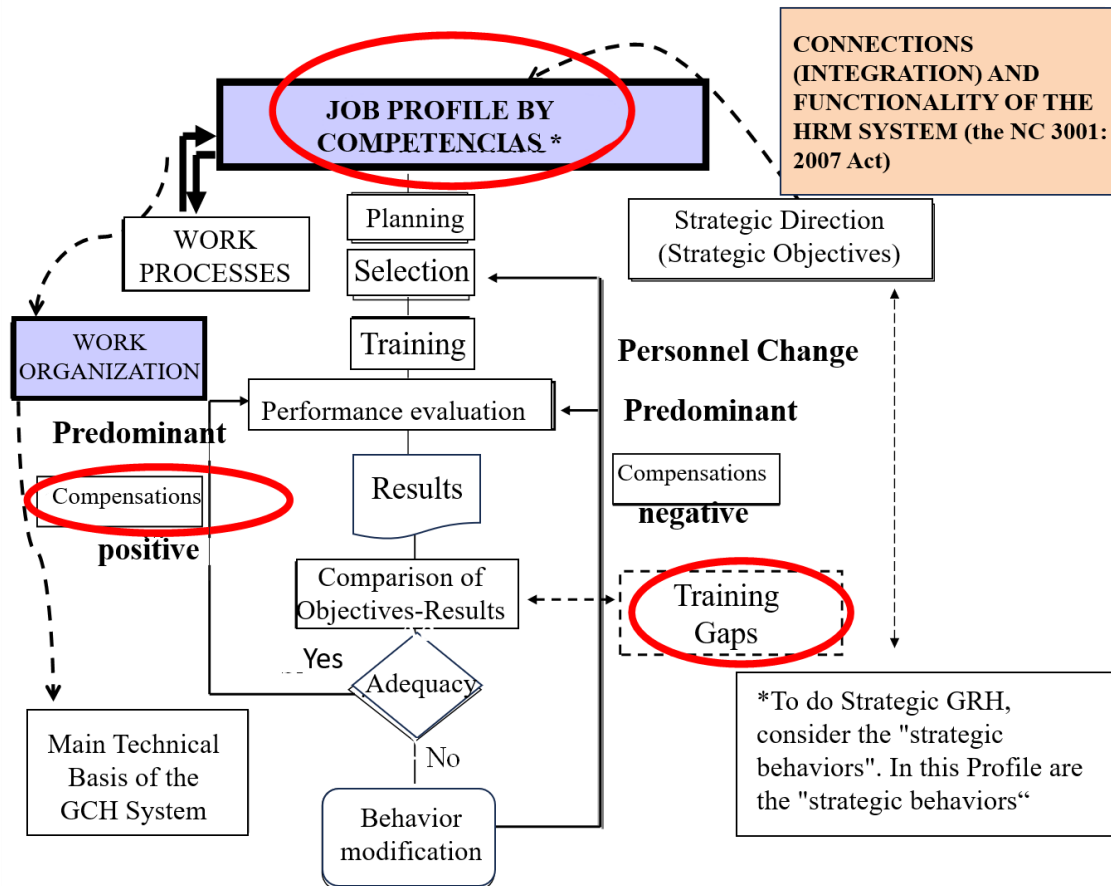 CONNECTIONS
(INTEGRATION) AND
FUNCTIONALITY OF THE
HRM SYSTEM (the NC 3001:
2007 Act)
JOB PROFILE BY
COMPETENCIAS *
Planning
WORK
PROCESSES
Strategic Direction
(Strategic Objectives)
Selection
WORK
ORGANIZATION
Training
Personnel Change
Performance evaluation
Predominant
Predominant
Compensations
positive
Results
Compensations
negative
Comparison of
Objectives-Results
Training
Gaps
Yes
Adequacy
No
Main Technical
Basis of the
GCH System
Behavior
modification
*To do Strategic GRH,
consider the "strategic
behaviors". In this Profile are
the "strategic behaviors“